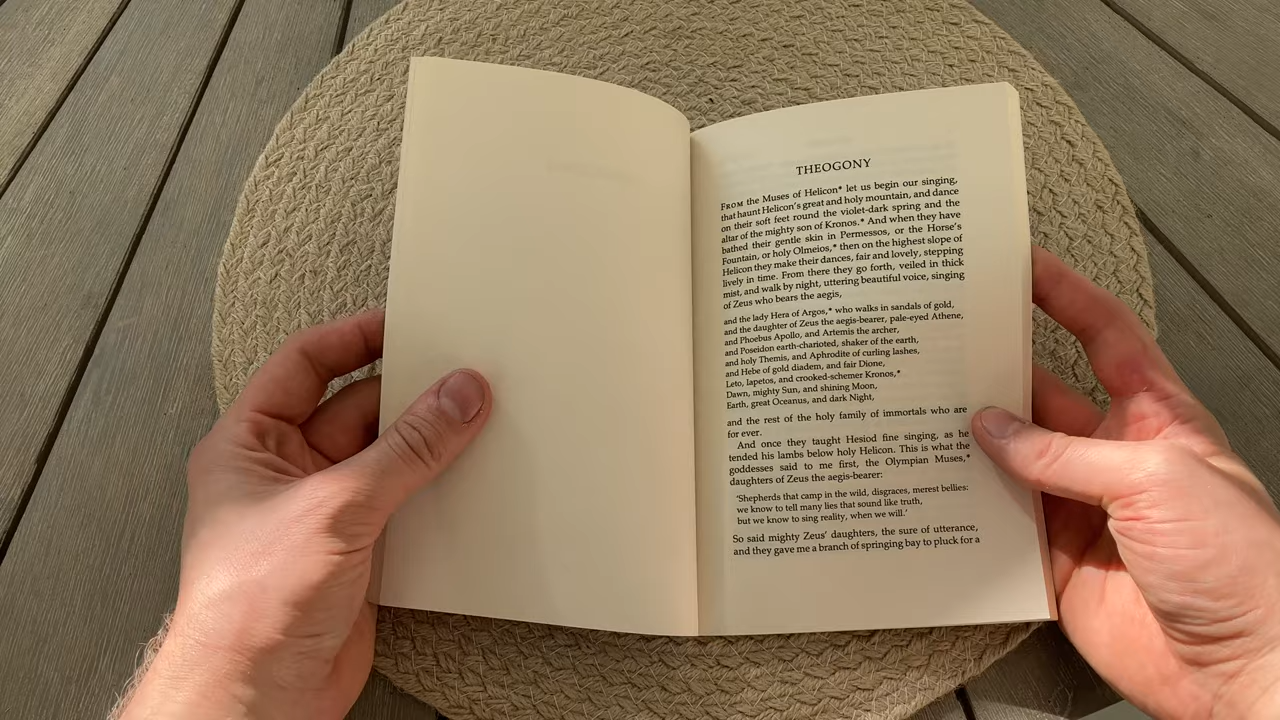 THEOGONY
FROM the Muses of Helicon* let us begin our singing,
that haunt Helicon's great and holy mountain, and dance
on their soft feet round the violet-dark spring and the
altar of the mighty son of Kronos.* And when they have
bathed their gentle skin in Permessos, or the Horse's
Fountain, or holy Olmeios,* then on the highest slope of
Helicon they make their dances, fair and lovely, stepping
lively in time. From there they go forth, veiled in thick
mist, and walk by night, uttering beautiful voice, singing
of Zeus who bears the aegis,
and the lady Hera of Argos,* who walks in sandals of gold,
and the daughter of Zeus the aegis-bearer, pale-eyed Athene,
and Phoebus Apollo, and Artemis the archer,
and Poseidon earth-charioted, shaker of the earth,
and holy Themis, and Aphrodite of curling lashes,
and Hebe of gold diadem, and fair Dione,
Leto, Iapetos, and crooked-schemer Kronos,*
Dawn, mighty Sun, and shining Moon,
Earth, great Oceanus, and dark Night,
and the rest of the holy family of immortals who are
for ever.
And once they taught Hesiod fine singing, as he
tended his lambs below holy Helicon. This is what the
goddesses said to me first, the Olympian Muses,*
daughters of Zeus the aegis-bearer:
'Shepherds that camp in the wild, disgraces, merest bellies:
we know to tell many lies that sound like truth,
but we know to sing reality, when we will.'
So said mighty Zeus' daughters, the sure of utterance,
and they gave me a branch of springing bay to pluck for a